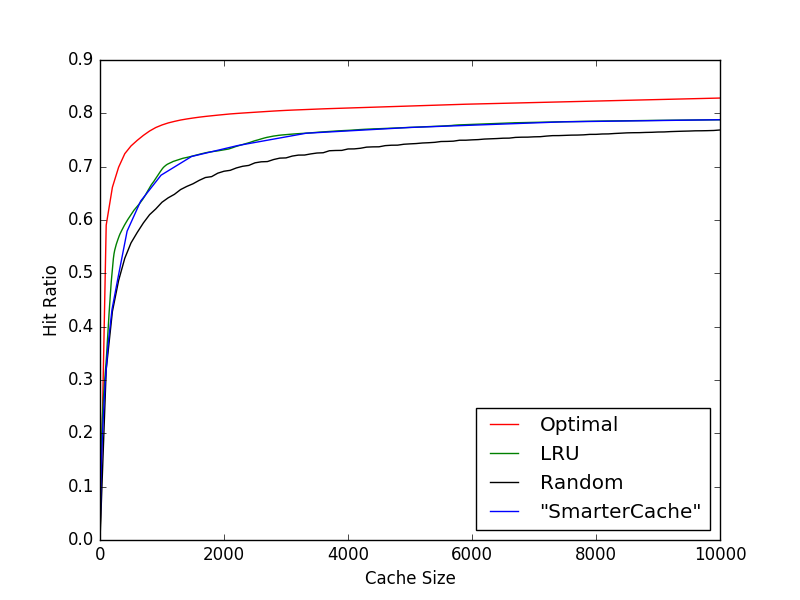 0.9
0.8
0.7
0.6
0.5
0.4
0.3
0.2
0.1
0.0
Hit Ratio
Optimal
LRU
Random
"SmarterCache"
0 2000 4000 6000 8000 10000
Cache Size